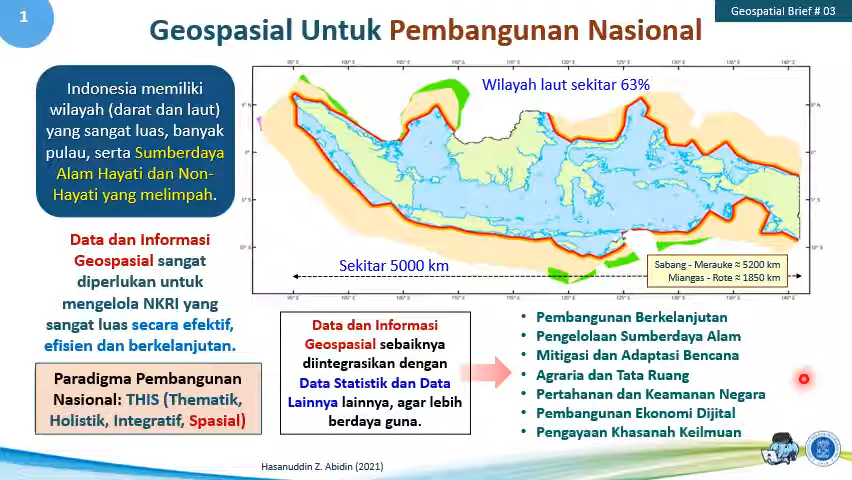 1
Geospatial Brief # 03
Geospasial Untuk Pembangunan Nasional
Indonesia memiliki
wilayah (darat dan laut)
yang sangat luas, banyak
pulau, serta Sumberdaya
Alam Hayati dan Non-
Hayati yang melimpah.
Data dan Informasi
Geospasial sangat
diperlukan untuk
mengelola NKRI yang
sangat luas secara efektif,
efisien dan berkelanjutan.
Paradigma Pembangunan
Nasional: THIS (Thematik,
Holistik, Integratif, Spasial)
Wilayah laut sekitar 63%
Sekitar 5000 km
Sabang - Merauke ≈ 5200 km
Miangas - Rote ≈ 1850 km
Data dan Informasi
Geospasial sebaiknya
diintegrasikan dengan
Data Statistik dan Data
Lainnya lainnya, agar lebih
berdaya guna.
• Pembangunan Berkelanjutan
• Pengelolaan Sumberdaya Alam
• Mitigasi dan Adaptasi Bencana
• Agraria dan Tata Ruang
• Pertahanan dan Keamanan Negara
• Pembangunan Ekonomi Dijital
• Pengayaan Khasanah Keilmuan
Hasanuddin Z. Abidin (2021)